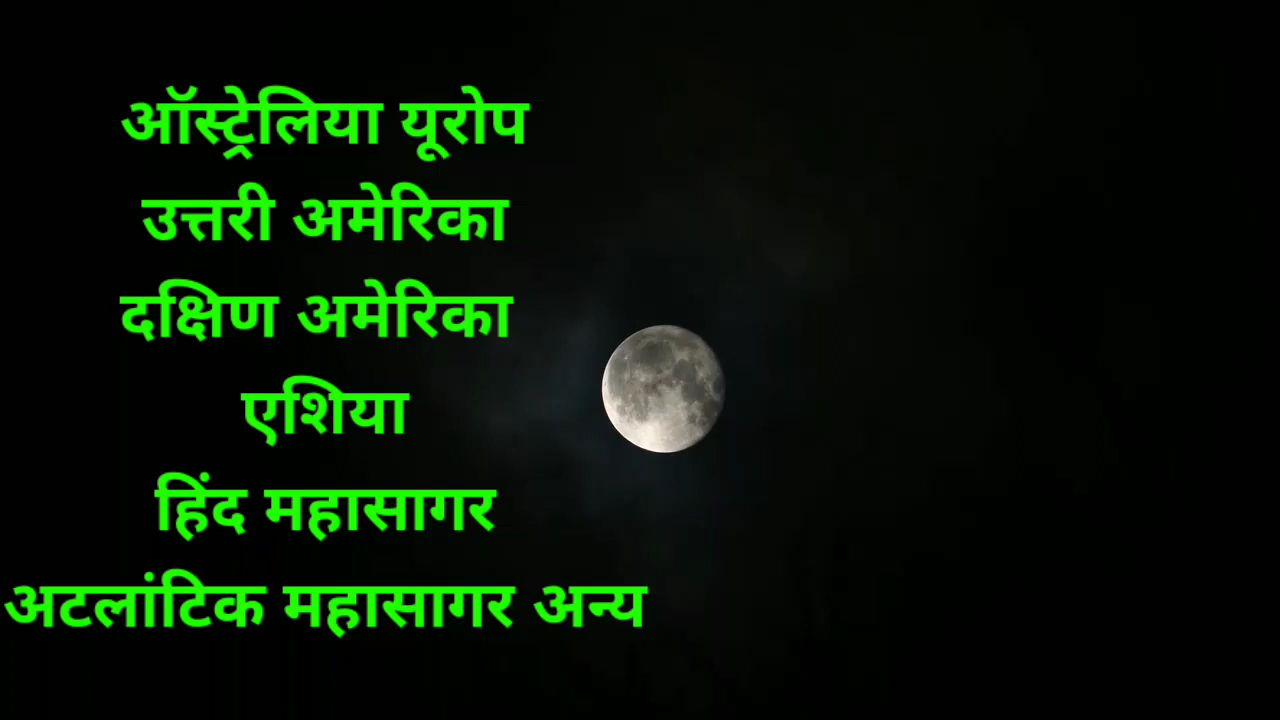 ऑस्ट्रेलिया यूरोप
उत्तरी अमेरिका
दक्षिण अमेरिका
एशिया
हिंद महासागर
अटलांटिक महासागर अन्य